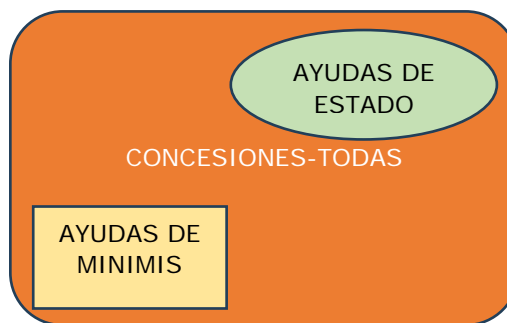 AYUDAS DE
ESTADO
CONCESIONES-TODAS
AYUDAS DE
MINIMIS